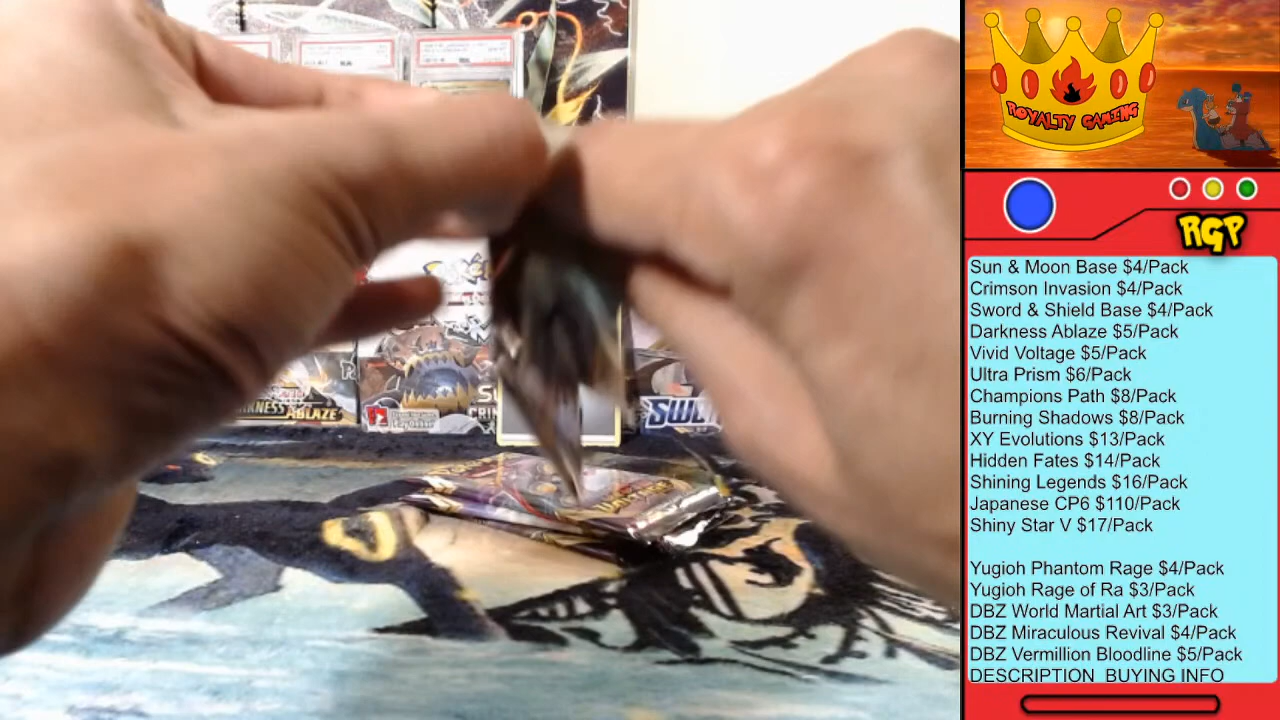 ROYALTY GAMING
RGP
Sun & Moon Base $4/Pack
Crimson Invasion $4/Pack
Sword & Shield Base $4/Pack
Darkness Ablaze $5/Pack
Vivid Voltage $5/Pack
Ultra Prism $6/Pack
Champions Path $8/Pack
Burning Shadows $8/Pack
XY Evolutions $13/Pack
Hidden Fates $14/Pack
Shining Legends $16/Pack
Japanese CP6 $110/Pack
Shiny Star V $17/Pack
Yugioh Phantom Rage $4/Pack
Yugioh Rage of Ra $3/Pack
DBZ World Martial Art $3/Pack
DBZ Miraculous Revival $4/Pack
DBZ Vermillion Bloodline $5/Pack
DESCRIPTION BUYING INFO
ABLAZE